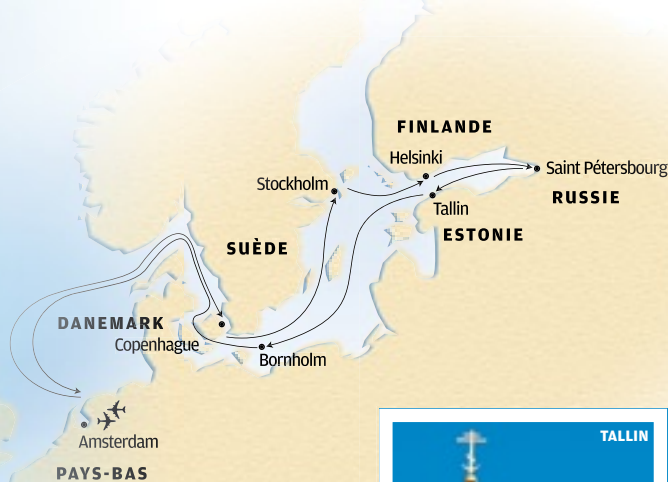 FINLANDE
Helsinki
Saint Pétersbourg
Stockholm
RUSSIE
Tallin
ESTONIE
SUÈDE
DANEMARK
Copenhague
Bornholm
Amsterdam
TALLIN
PAYS-BAS